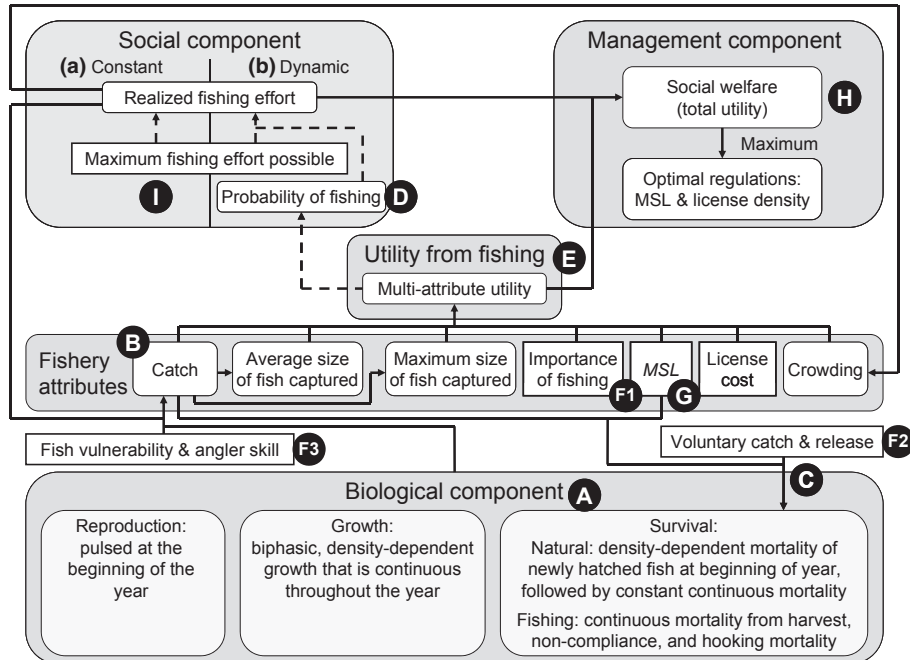 Social component
(a) Constant
(b) Dynamic
Realized fishing effort
Maximum fishing effort possible
I
Probability of fishing
D
Management component
Social welfare
(total utility)
H
Maximum
Optimal regulations:
MSL & license density
Utility from fishing
E
Multi-attribute utility
Fishery
attributes
B
Catch
Average size
of fish captured
Maximum size
of fish captured
Importance
of fishing
F1
MSL
G
License
cost
Crowding
Fish vulnerability & angler skill
F3
Voluntary catch & release
F2
C
Biological component
A
Reproduction:
pulsed at the
beginning of the
year
Growth:
biphasic, density-dependent
growth that is continuous
throughout the year
Survival:
Natural: density-dependent mortality of
newly hatched fish at beginning of year,
followed by constant continuous mortality
Fishing: continuous mortality from harvest,
non-compliance, and hooking mortality